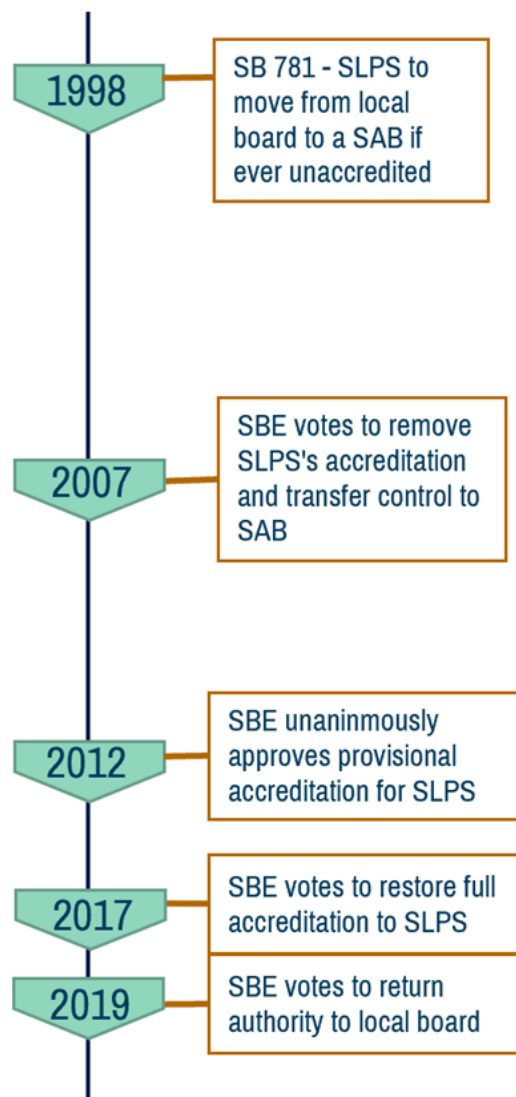 1998
SB 781 - SLPS to
move from local
board to a SAB if
ever unaccredited
2007
SBE votes to remove
SLPS's accreditation
and transfer control to
SAB
2012
SBE unaninmously
approves provisional
accreditation for SLPS
2017
SBE votes to restore full
accreditation to SLPS
2019
SBE votes to return
authority to local board